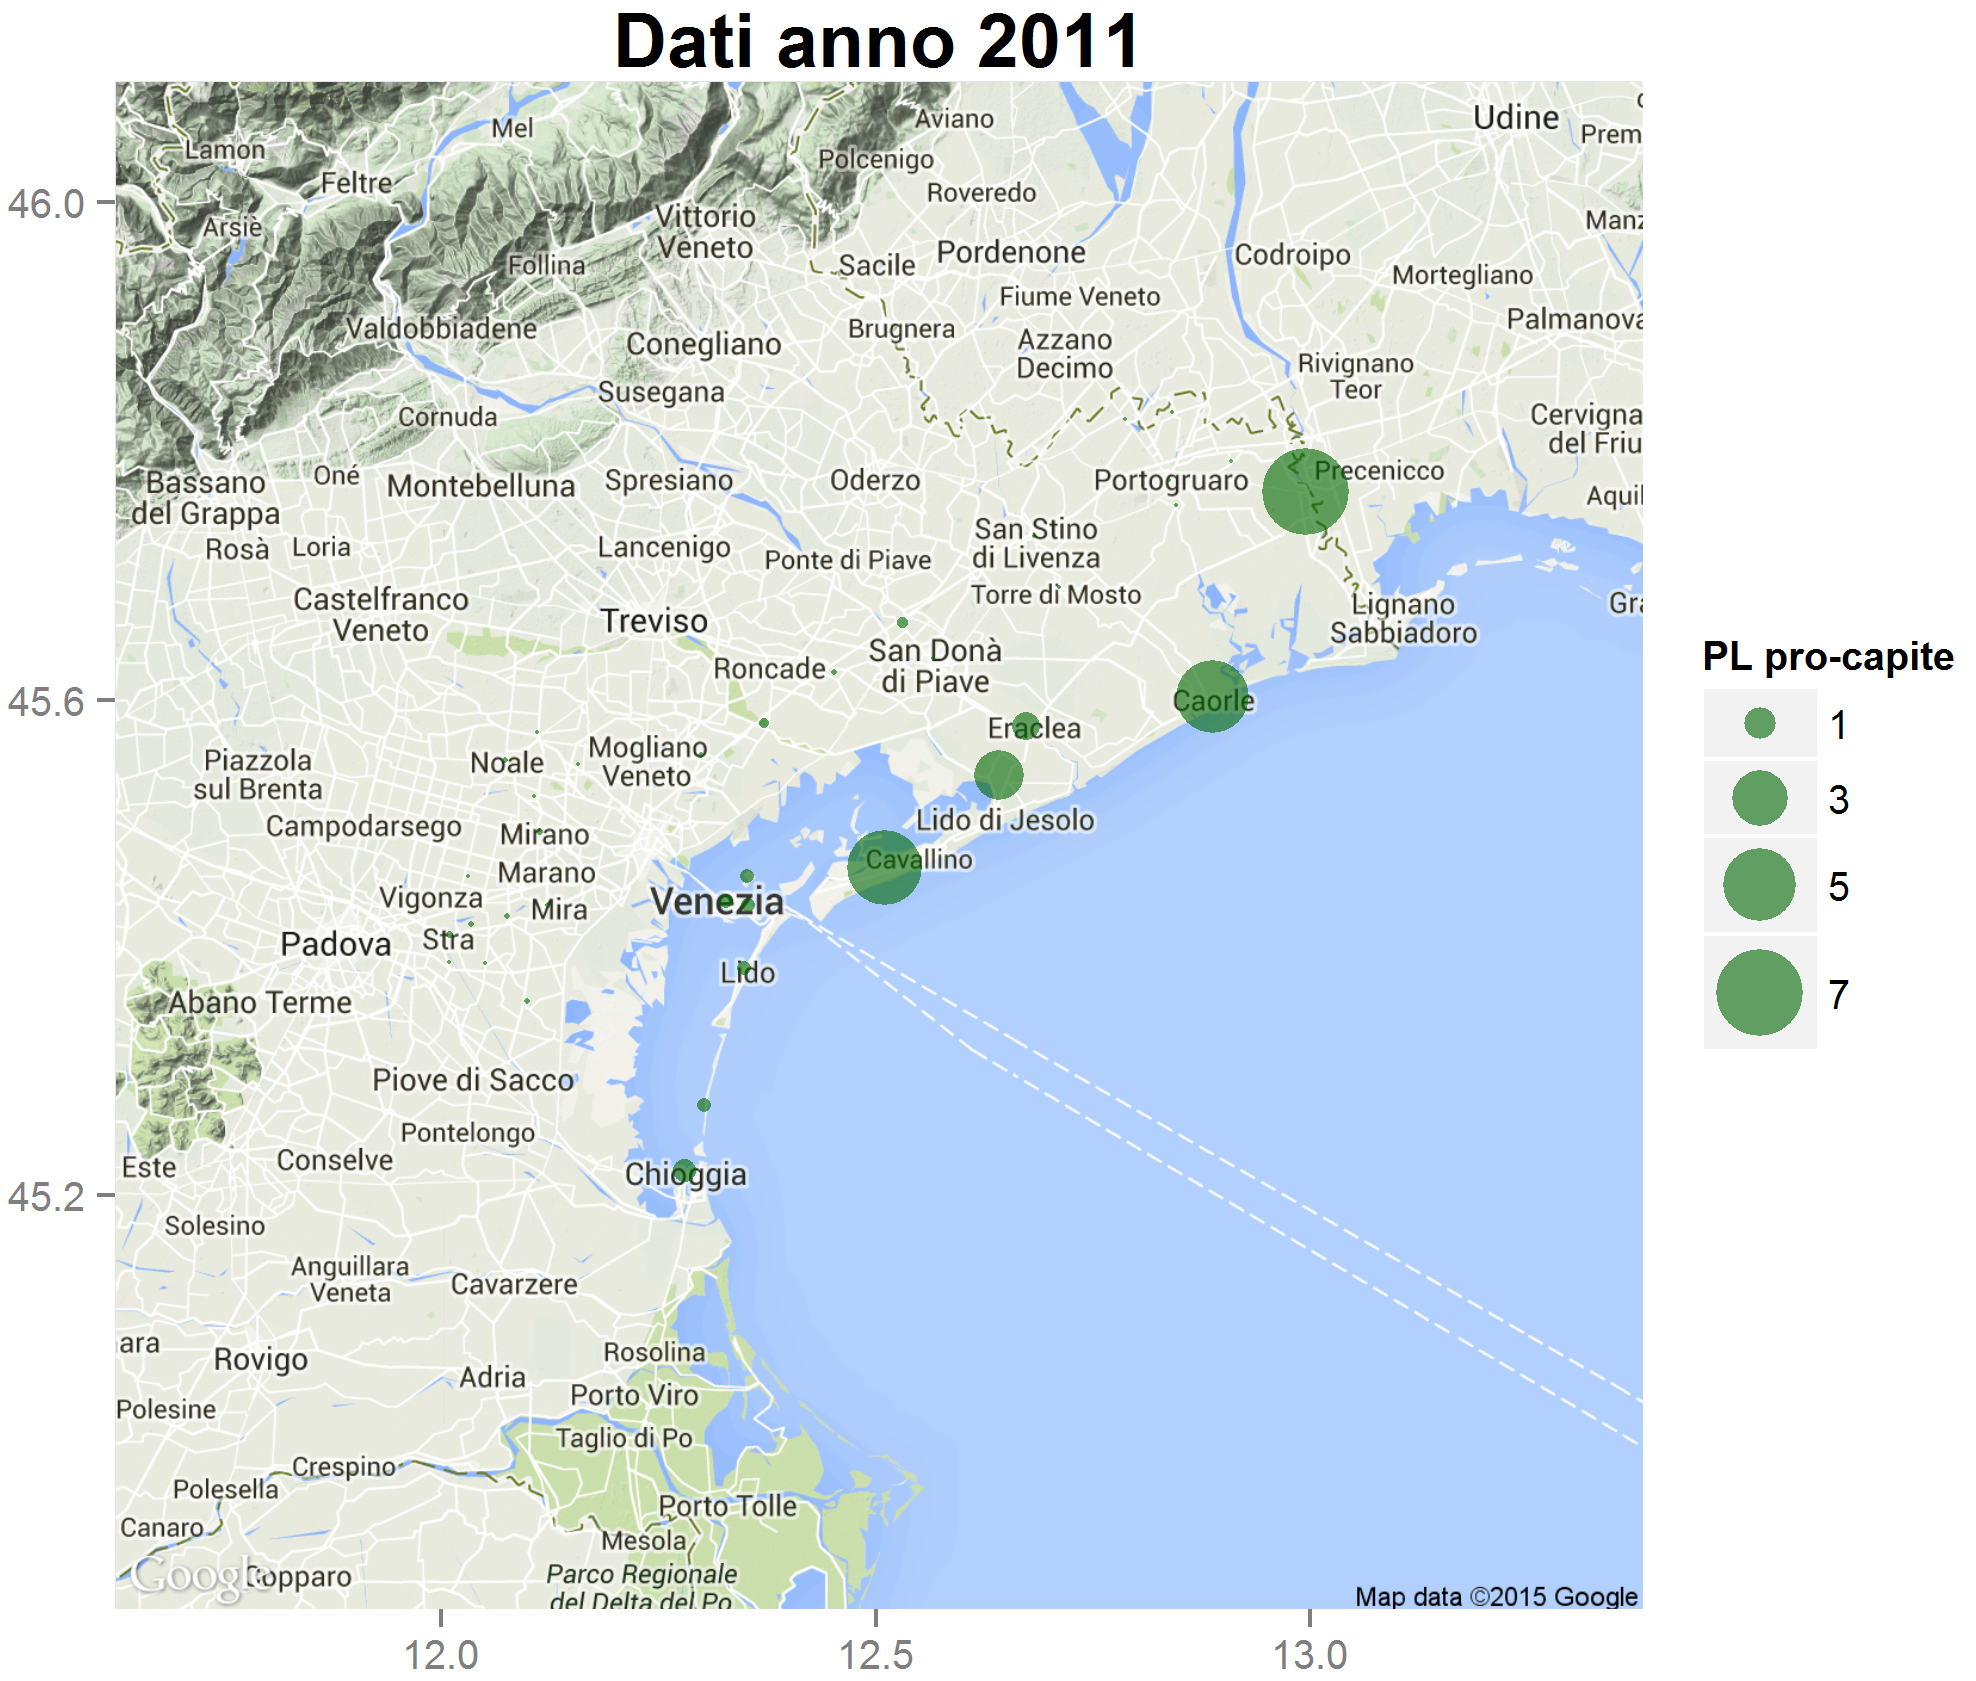 Dati anno 2011
46.0
45.6
45.2
12.0
12.5
13.0
Mel
Lamon
Feltre
Arsiè
Aviano
Polcenigo
Roveredo
Udine
Prem
Manz
Vittorio
Veneto
Follina
Sacile
Pordenone
Codroipo
Mortegliano
Fiume Veneto
Palmanova
Valdobbiadene
Conegliano
Brugnera
Azzano
Decimo
Rivignano
Teor
Susegana
Cornuda
Cervigna
del Friu
Bassano
del Grappa
Oné
Montebelluna
Spresiano
Oderzo
Portogruaro
Precenicco
Aquil
Rosà
Loria
Lancenigo
Ponte di Piave
San Stino
di Livenza
Torre di Mosto
Castelfranco
Veneto
Treviso
Lignano
Sabbiadoro
Gra
San Donà
di Piave
Roncade
Caorle
Eraclea
Piazzola
sul Brenta
Noale
Mogliano
Veneto
Campodarsego
Mirano
Lido di Jesolo
Marano
Cavallino
Vigonza
Mira
Venezia
Padova
Stra
Lido
Abano Terme
Piove di Sacco
Pontelongo
Este
Conselve
Chioggia
Solesino
Anguillara
Veneta
Cavarzere
ara
Rovigo
Adria
Rosolina
Porto Viro
Polesine
Taglio di Po
Crespino
Polesella
Porto Tolle
Canaro
Mesola
Copparo
Parco Regionale
del Delta del Po
Google
Map data ©2015 Google
PL pro-capite
1
3
5
7